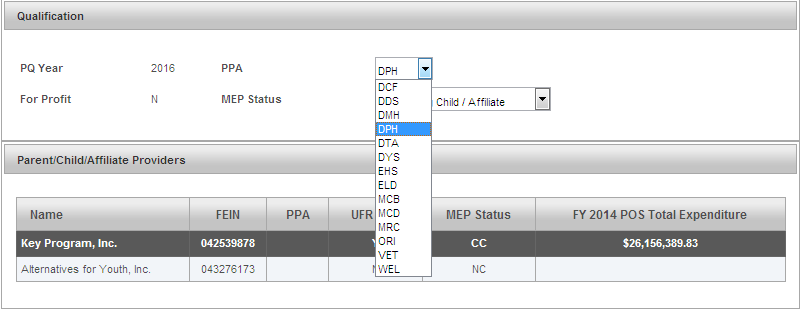 Qualification
PQ Year 2016 PPA DPH
For Profit N MEP Status Child / Affiliate
DCF
DDS
DMH
DPH
DTA
DYS
EHS
ELD
MCB
MCD
MRC
ORI
VET
WEL
Parent/Child/Affiliate Providers
Name FEIN PPA UFR MEP Status FY 2014 POS Total Expenditure
Key Program, Inc. 042539878 CC $26,156,389.83
Alternatives for Youth, Inc. 043276173 NC